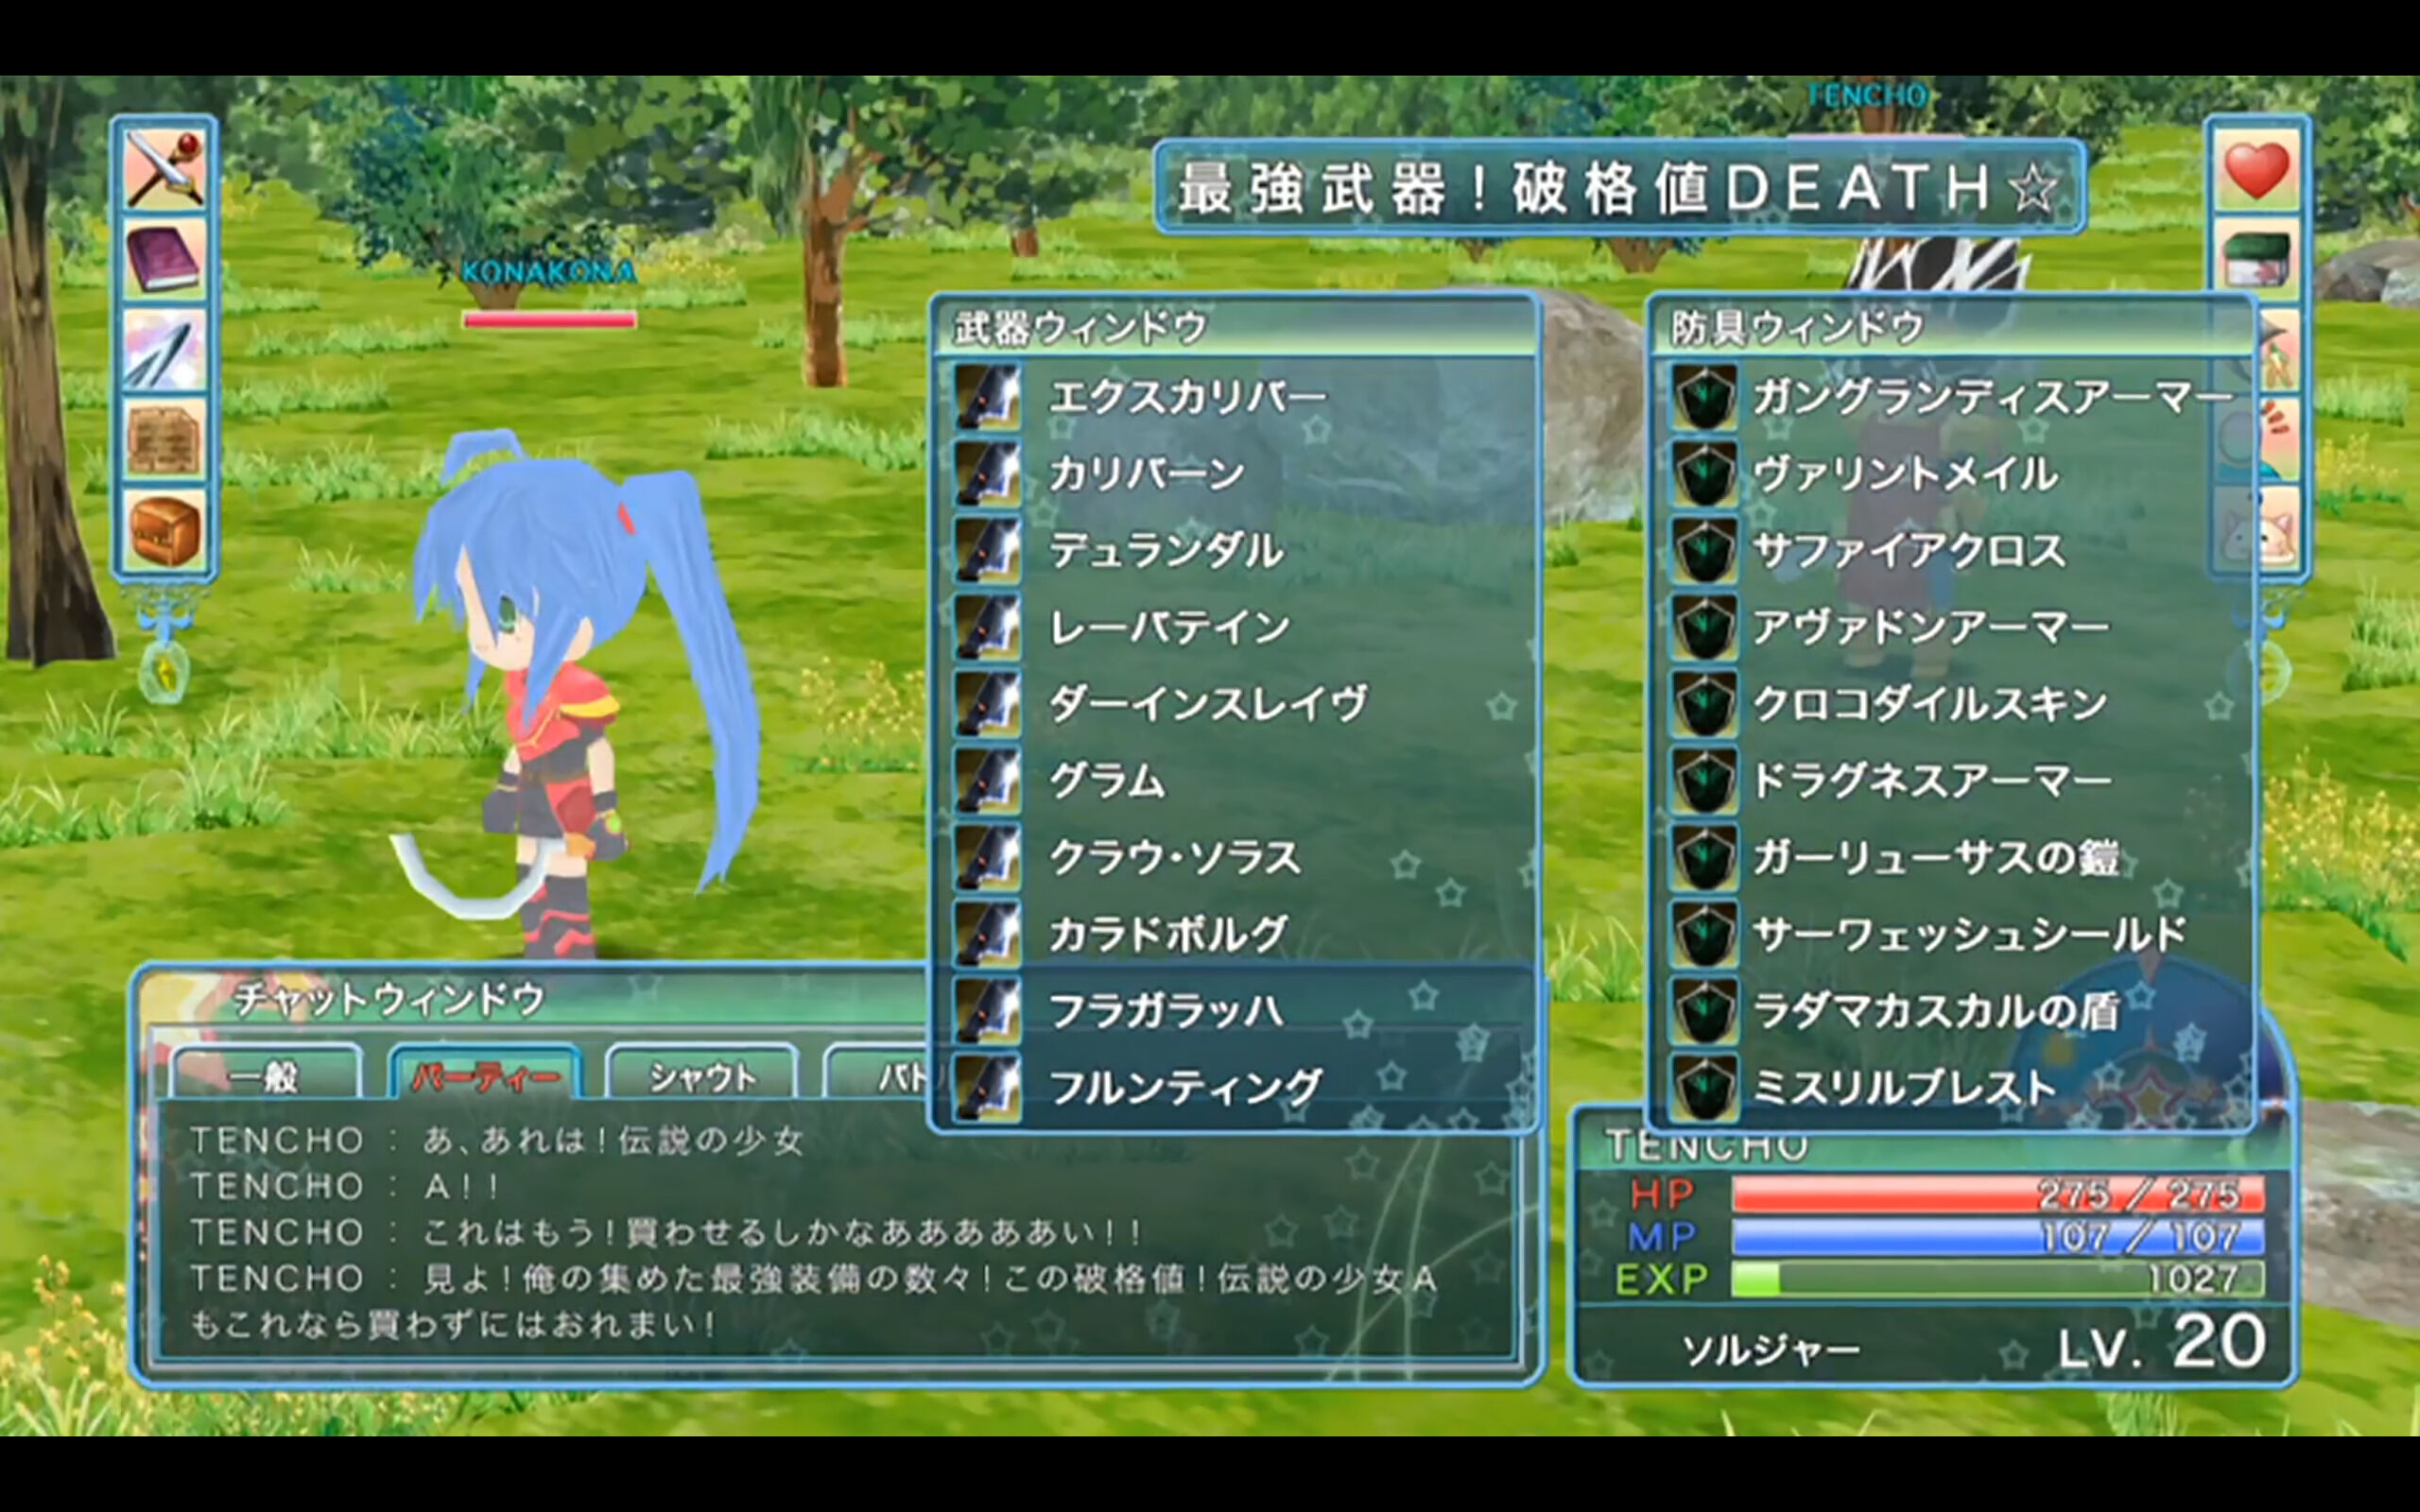 TENCHO
最強武器！破格値DEATH☆
KONAKONA
武器ウィンドウ
エクスカリバー
カリバーン
デュランダル
レーバテイン
ダーインスレイヴ
グラム
クラウ・ソラス
カラドボルグ
フラガラッハ
フルンティング
防具ウィンドウ
ガングランディスアーマー
ヴァリントメイル
サファイアクロス
アヴァドンアーマー
クロコダイルスキン
ドラグネスアーマー
ガーリューサスの鎧
サーワェッシュシールド
ラダマカスカルの盾
ミスリルブレスト
チャットウィンドウ
一般 パーティー シャウト バト
TENCHO : あ、あれは！伝説の少女
TENCHO : A！！
TENCHO : これはもう！買わせるしかなああああああい！！
TENCHO : 見よ！俺の集めた最強装備の数々！この破格値！伝説の少女A
もこれなら買わずにはおれまい！
TENCHO
HP 275 / 275
MP 107 / 107
EXP 1027
ソルジャー LV. 20